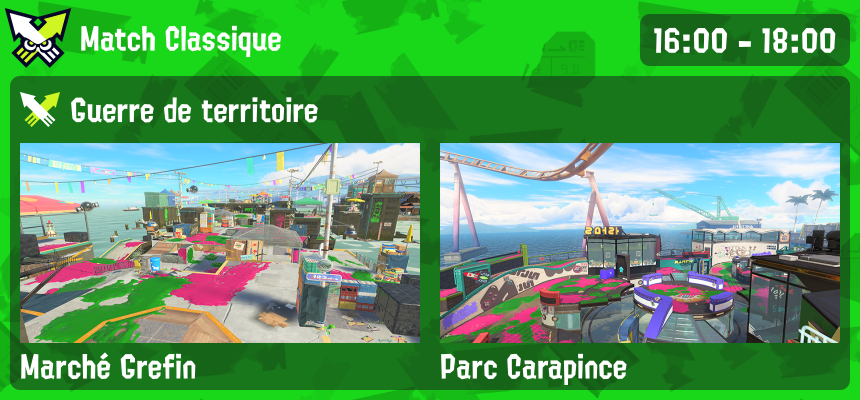 Match Classique
16:00 - 18:00
Guerre de territoire
Marché Grefin
Parc Carapince